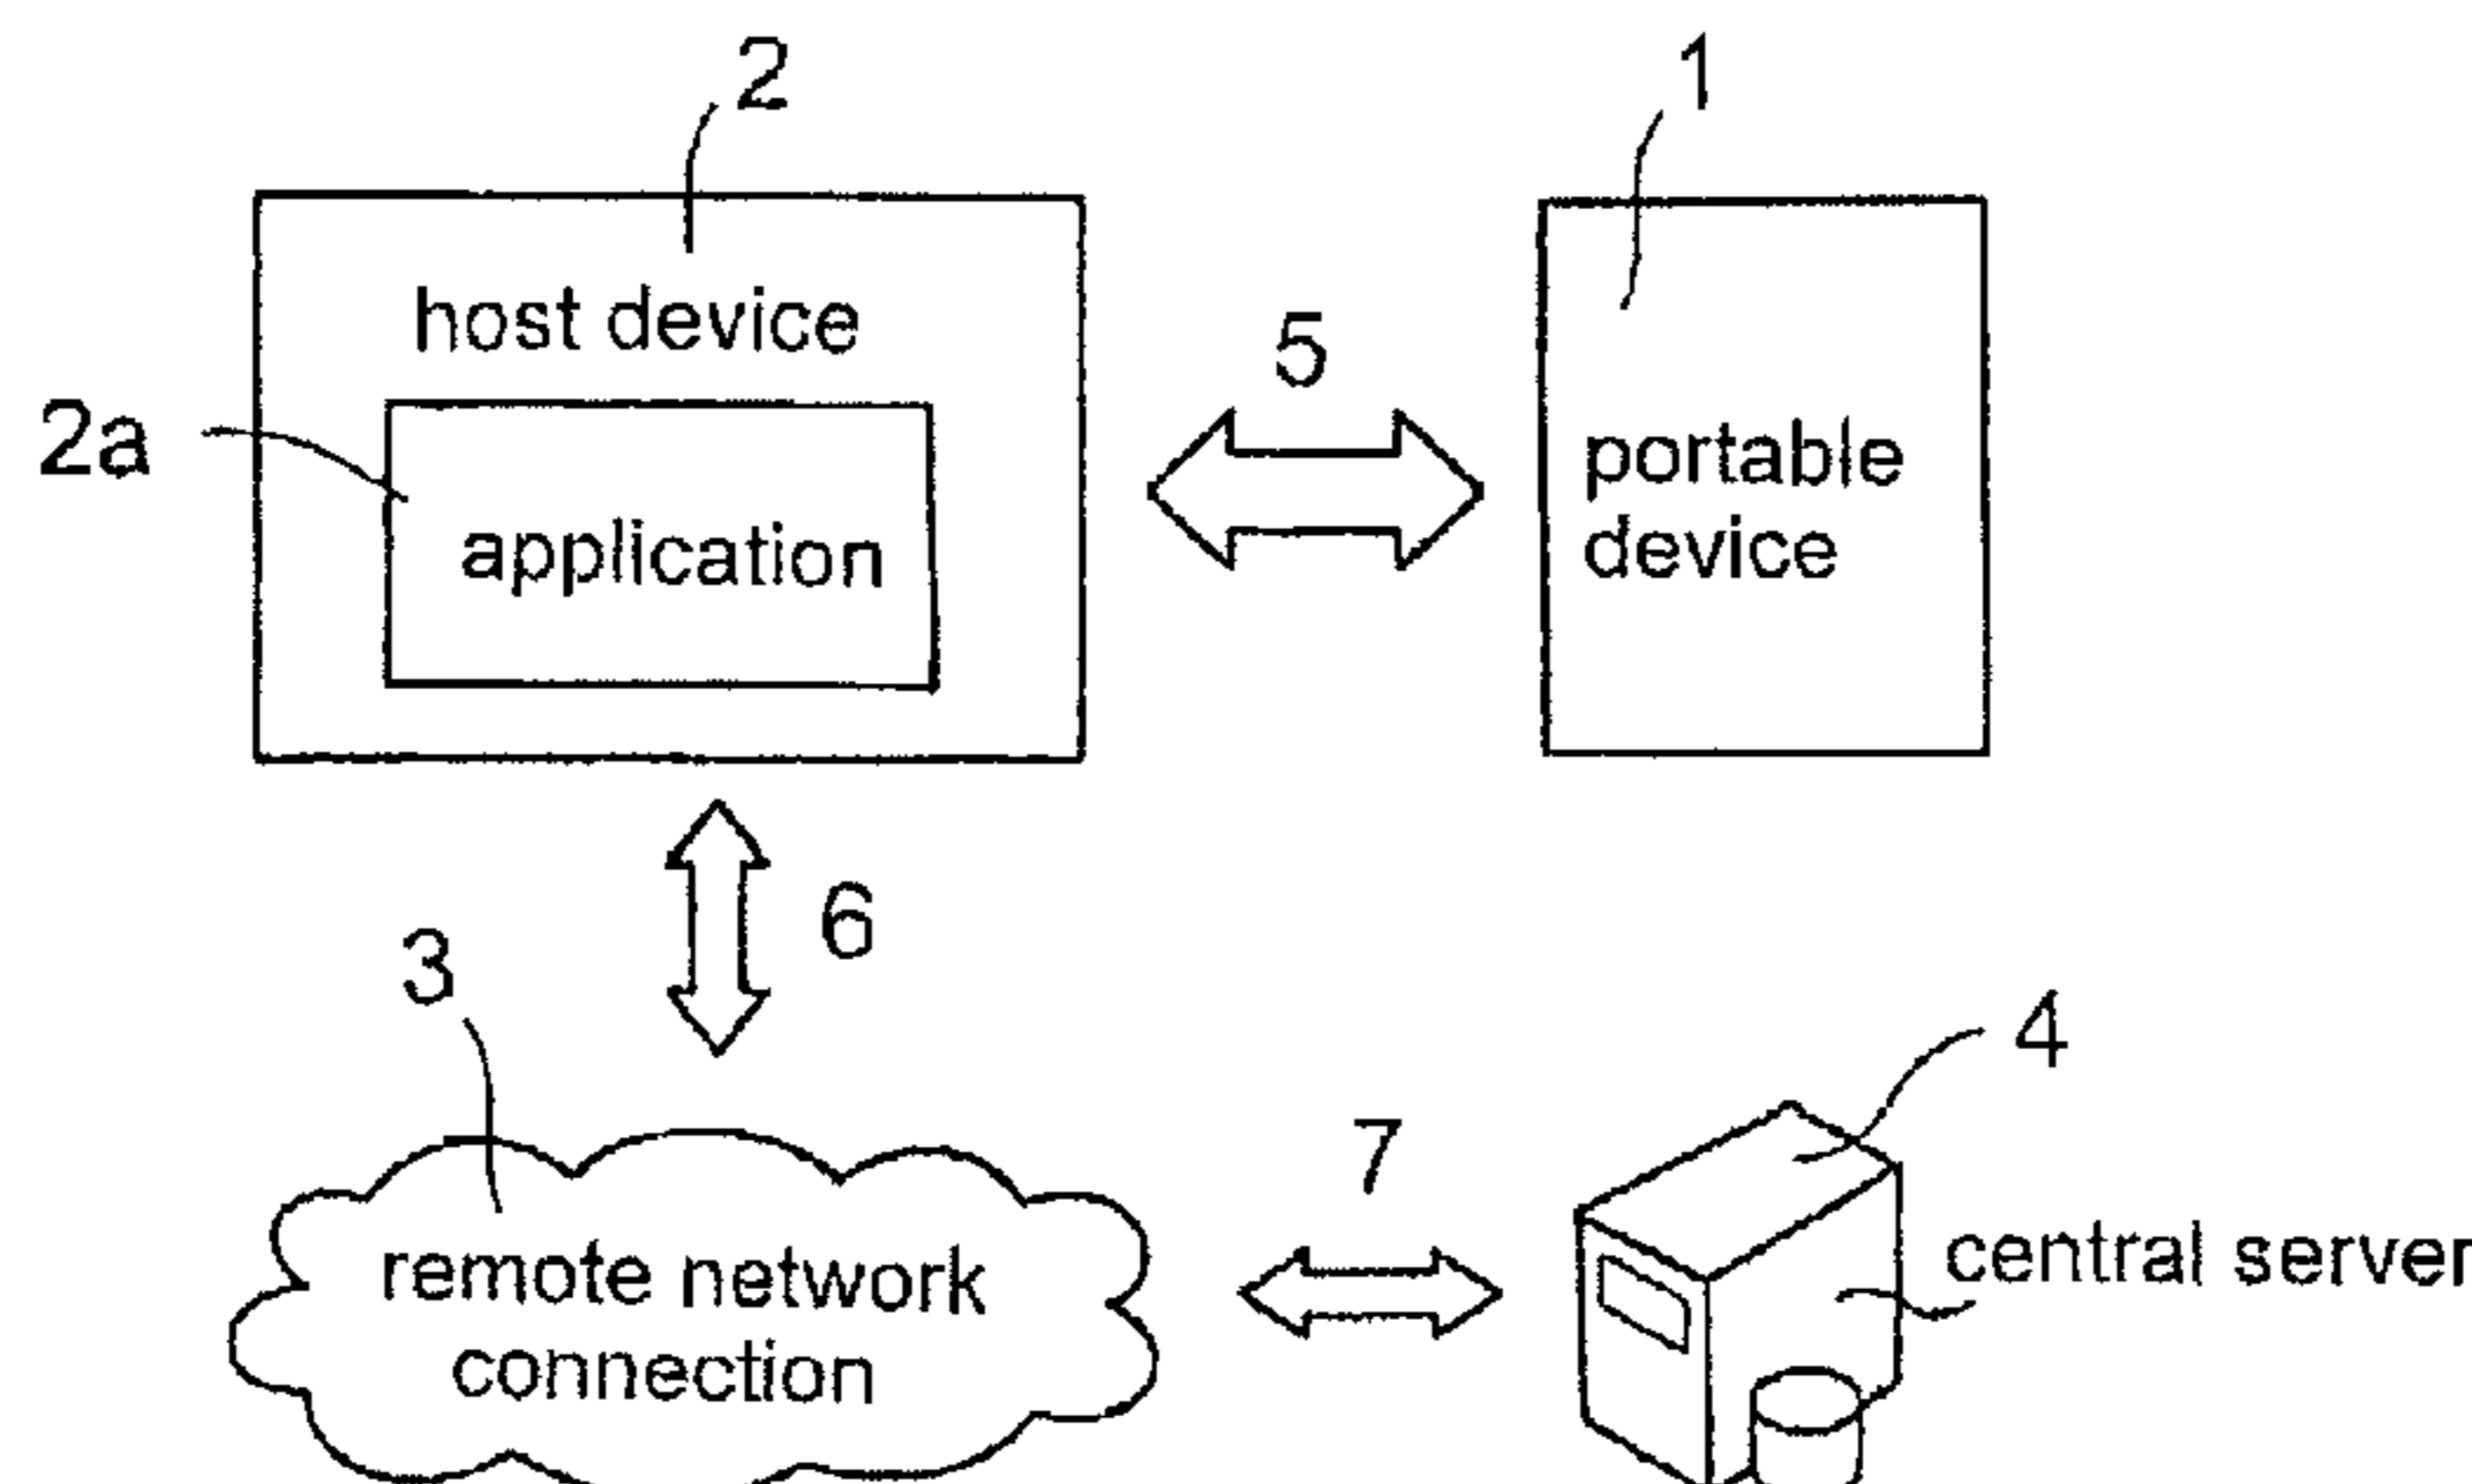 2
1
host device
5
2a
portable
device
application
6
3
4
7
central server
remote network
connection